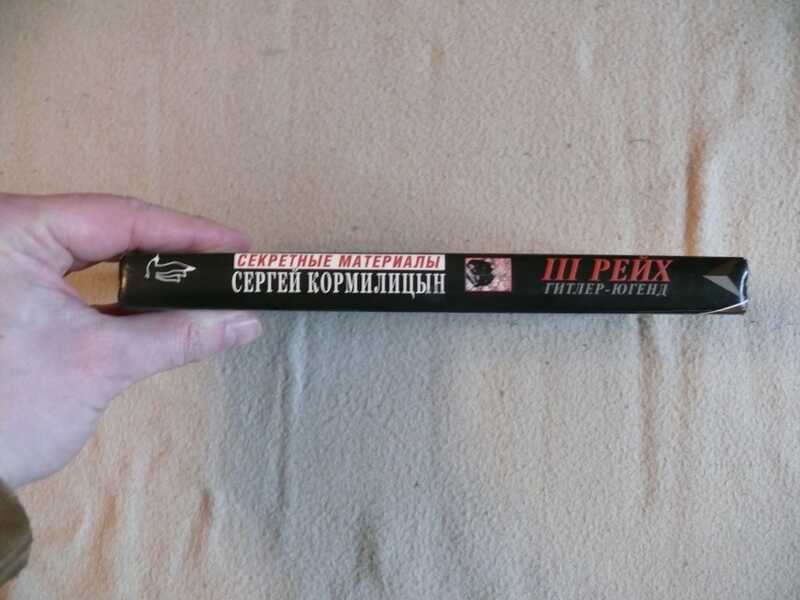 СЕКРЕТНЫЕ МАТЕРИАЛЫ
СЕРГЕЙ КОРМИЛИЦЫН
III РЕЙХ
ГИТЛЕР-ЮГЕНД